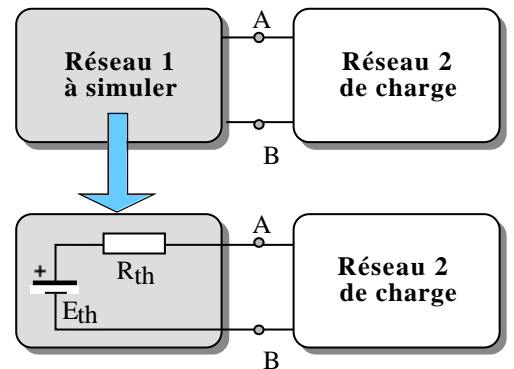 A
Réseau 1
à simuler
Réseau 2
de charge
B
A
+
Rth
Eth
Réseau 2
de charge
B